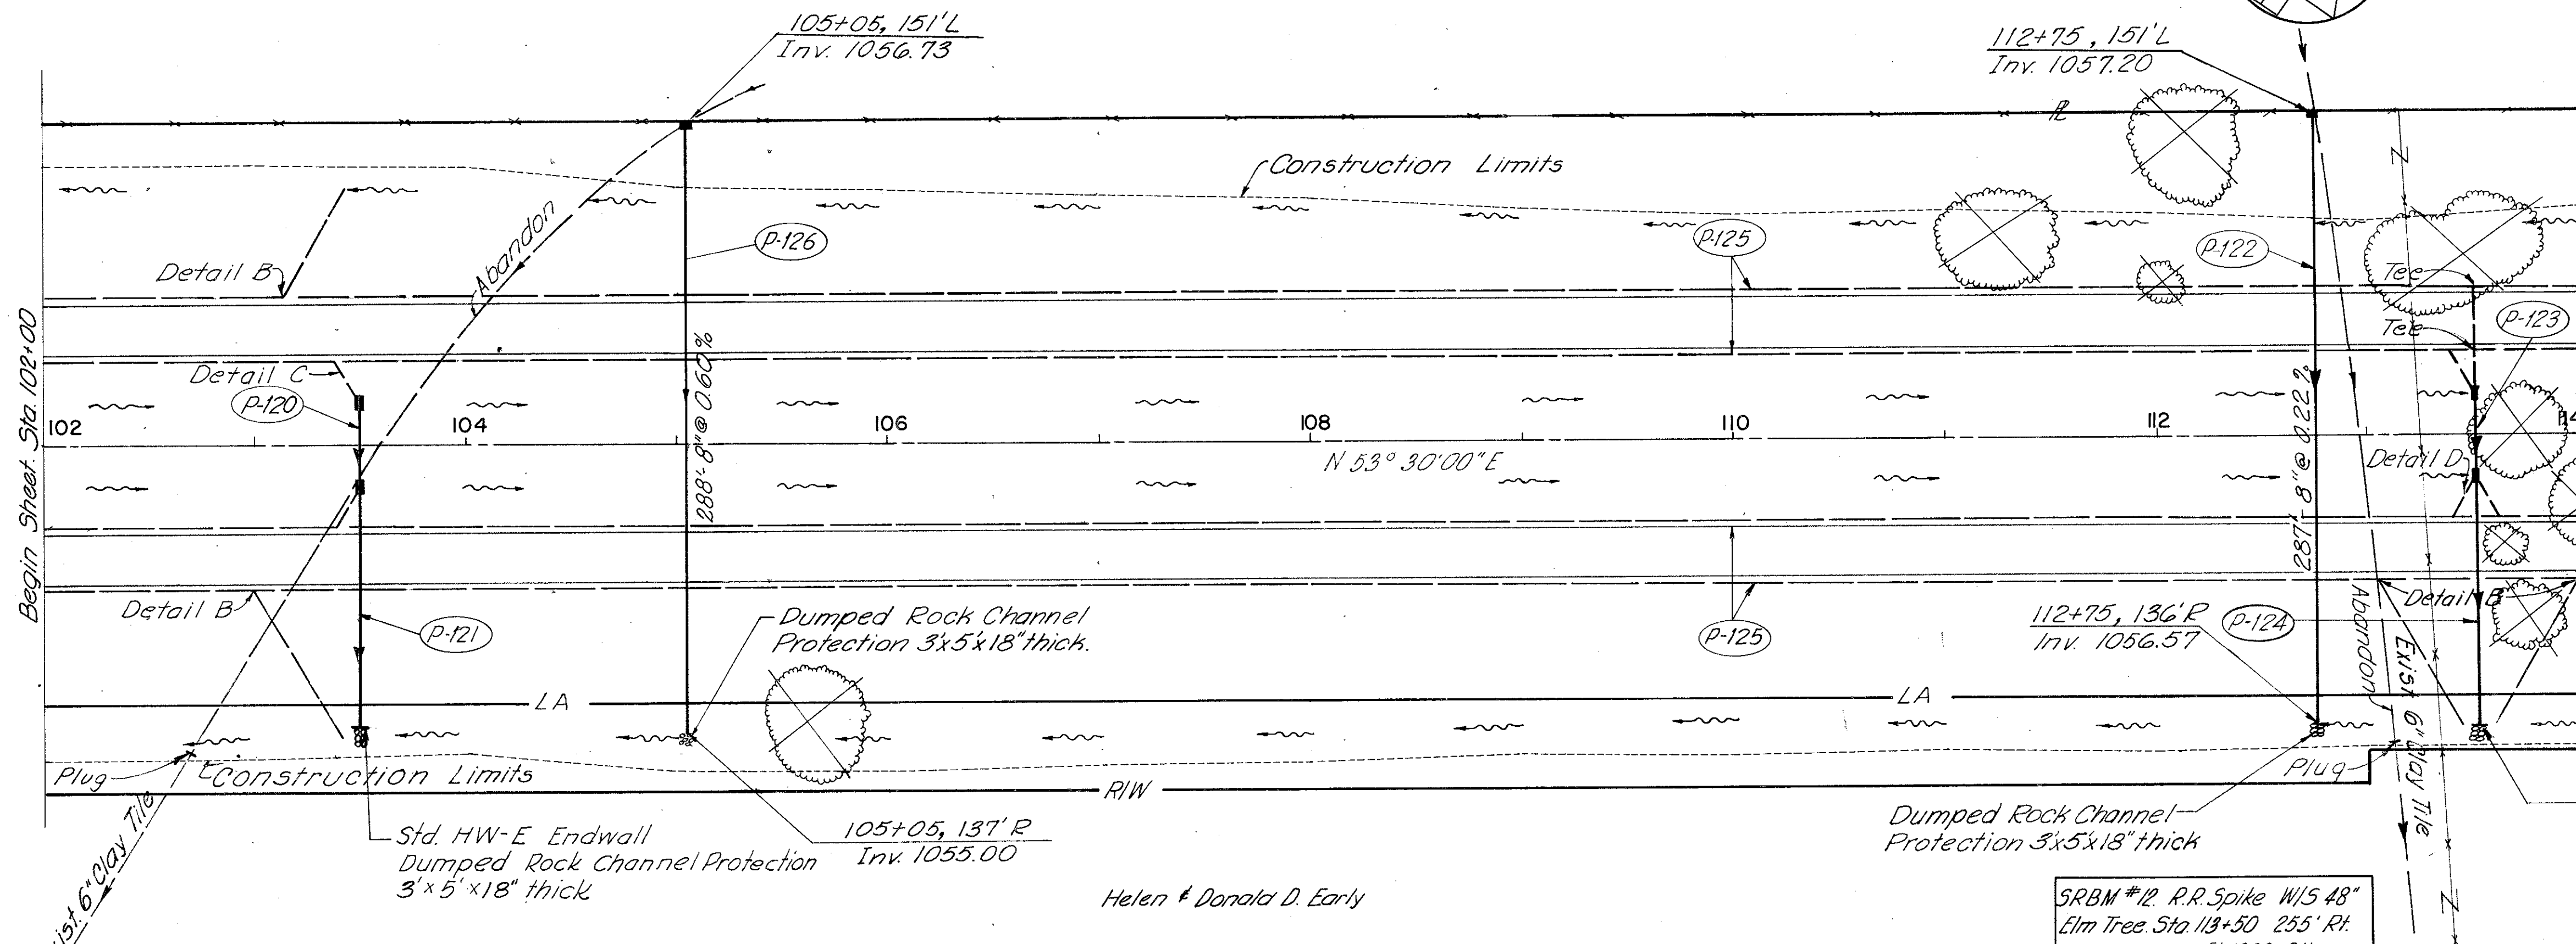 105+05, 151'L
Inv. 1056.73
112+75, 151'L
Inv. 1057.20
PL
Construction Limits
Abandon
P-126
P-125
P-122
Detail B
Tee
Tee
P-123
Detail C
P-120
Begin Sheet. Sta. 102+00
102
104
106
108
110
112
288'-8" @ 0.60%
287'-8" @ 0.22%
N 53° 30'00" E
Detail D
Detail B
P-121
Dumped Rock Channel
Protection 3'x5'x18" thick.
P-125
112+75, 136' R
Inv. 1056.57
P-124
Detail B
Abandon
Exist. 6" Clay Tile
LA
LA
Plug
Construction Limits
R/W
Plug
6" Clay Tile
Std. HW-E Endwall
Dumped Rock Channel Protection
3' x 5' x 18" thick
105+05, 137' R
Inv. 1055.00
Dumped Rock Channel
Protection 3'x5'x18" thick
Helen & Donald D. Early
SRBM #12 R.R. Spike W/S 48"
Elm Tree. Sta. 113+50 255' Rt.